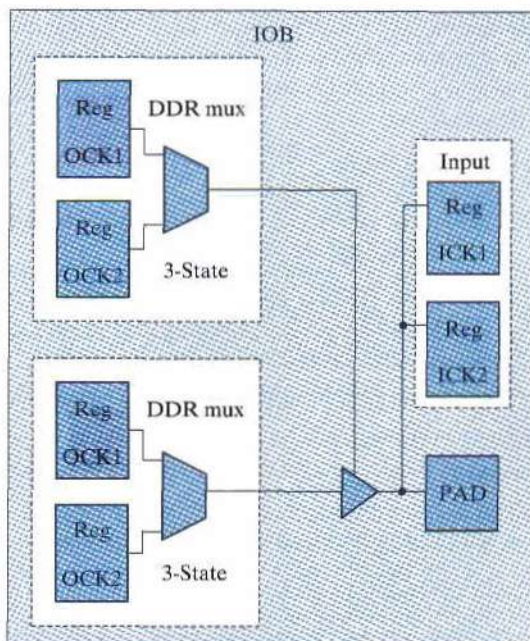 IOB
Reg
OCK1
DDR mux
Reg
OCK2
3-State
Input
Reg
ICK1
Reg
ICK2
Reg
OCK1
DDR mux
Reg
OCK2
3-State
PAD